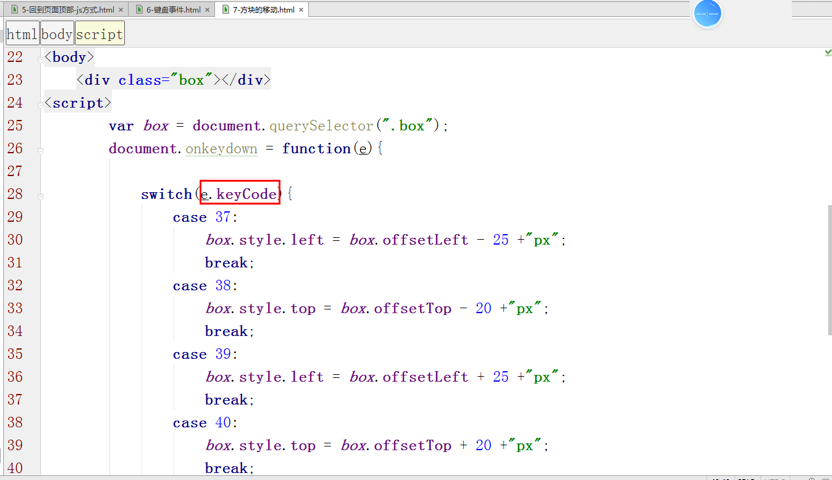 5-回到页面顶部-js方式.html × 6-键盘事件.html × 7-方块的移动.html ×
html body script
22 <body>
23 <div class="box"></div>
24 <script>
25 var box = document.querySelector(".box");
26 document.onkeydown = function(e){
27
28 switch(e.keyCode){
29 case 37:
30 box.style.left = box.offsetLeft - 25 +"px";
31 break;
32 case 38:
33 box.style.top = box.offsetTop - 20 +"px";
34 break;
35 case 39:
36 box.style.left = box.offsetLeft + 25 +"px";
37 break;
38 case 40:
39 box.style.top = box.offsetTop + 20 +"px";
40 break;